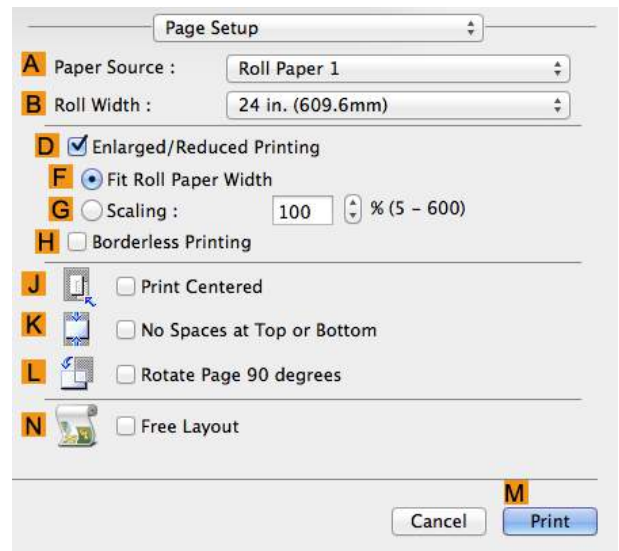 Page Setup
A Paper Source : Roll Paper 1
B Roll Width : 24 in. (609.6mm)
D Enlarged/Reduced Printing
F Fit Roll Paper Width
G Scaling : 100 % (5 – 600)
H Borderless Printing
J Print Centered
K No Spaces at Top or Bottom
L Rotate Page 90 degrees
N Free Layout
M
Cancel Print